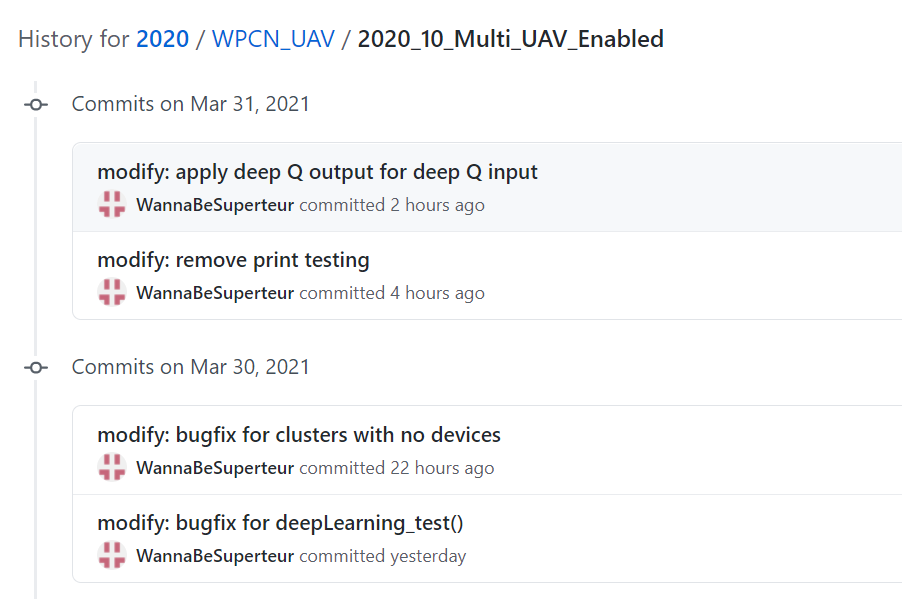 History for 2020 / WPCN_UAV / 2020_10_Multi_UAV_Enabled
Commits on Mar 31, 2021
modify: apply deep Q output for deep Q input
WannaBeSuperteur committed 2 hours ago
modify: remove print testing
WannaBeSuperteur committed 4 hours ago
Commits on Mar 30, 2021
modify: bugfix for clusters with no devices
WannaBeSuperteur committed 22 hours ago
modify: bugfix for deepLearning_test()
WannaBeSuperteur committed yesterday